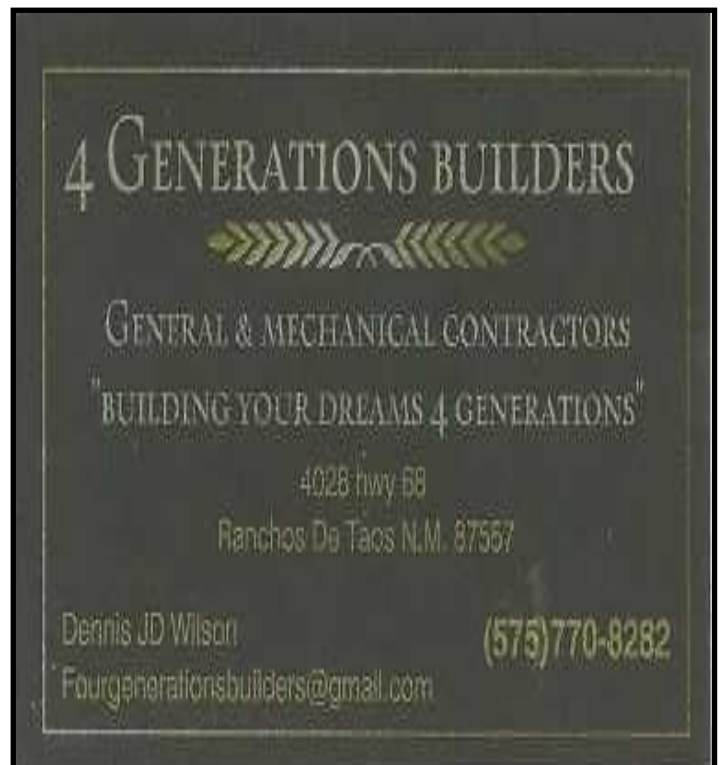 4 GENERATIONS BUILDERS
GENERAL & MECHANICAL CONTRACTORS
"BUILDING YOUR DREAMS 4 GENERATIONS"
4028 hwy 68
Ranchos De Taos N.M. 87557
Dennis JD Wilson
(575)770-8282
Fourgenerationsbuilders@gmail.com